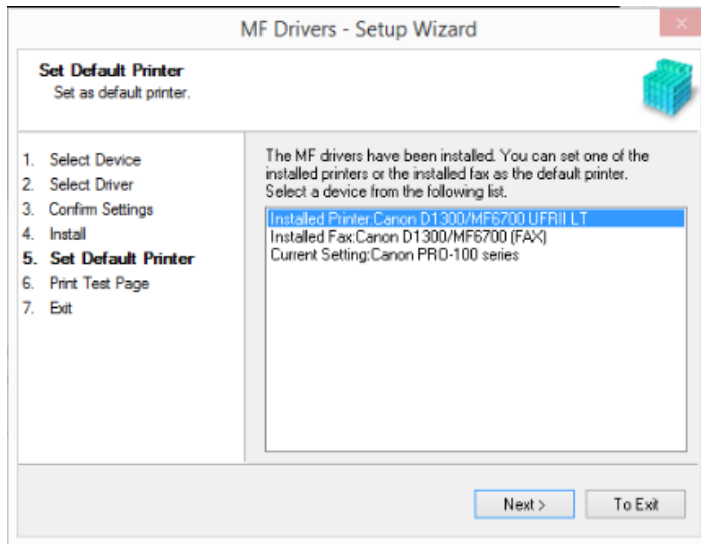 MF Drivers - Setup Wizard
Set Default Printer
Set as default printer.
1. Select Device
2. Select Driver
3. Confirm Settings
4. Install
5. Set Default Printer
6. Print Test Page
7. Exit
The MF drivers have been installed. You can set one of the
installed printers or the installed fax as the default printer.
Select a device from the following list.
Installed Printer:Canon D1300/MF6700 UFRII LT
Installed Fax:Canon D1300/MF6700 (FAX)
Current Setting:Canon PRO-100 series
Next >
To Exit